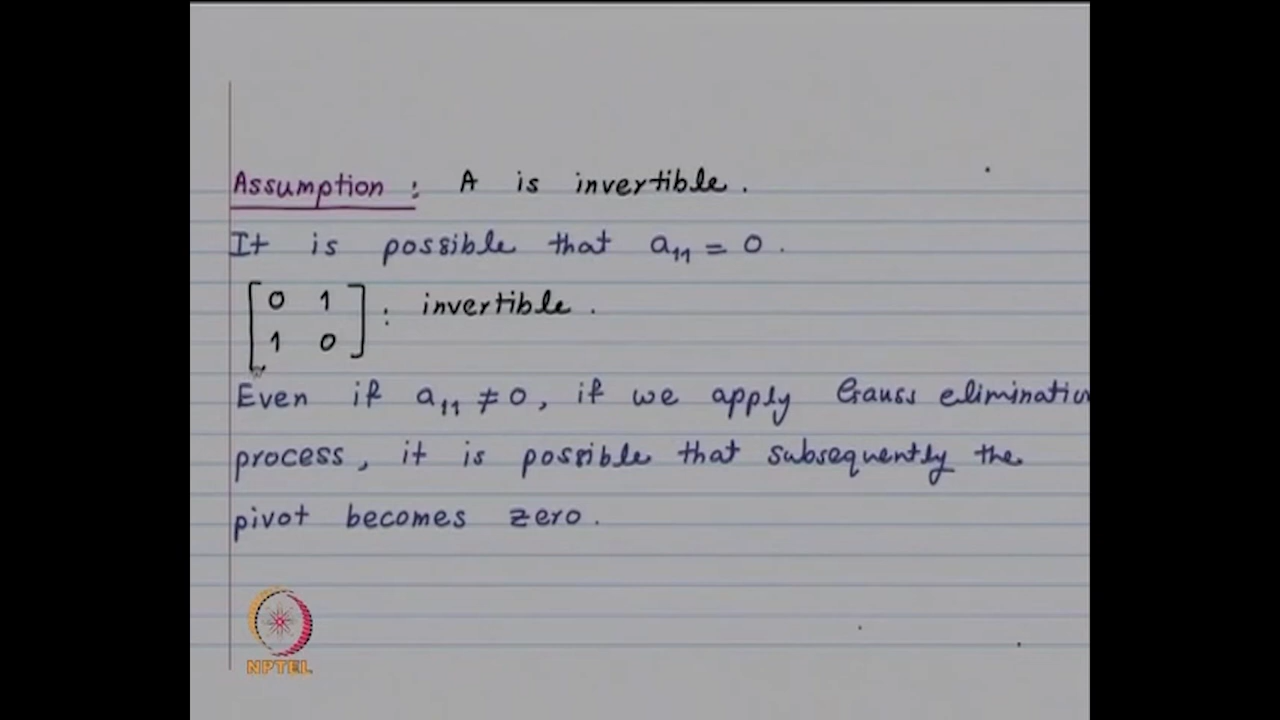 Assumption : A is invertible.
It is possible that a₁₁ = 0.
[0 1
1 0] : invertible.
Even if a₁₁ ≠ 0, if we apply Gauss elimination
process, it is possible that subsequently the
pivot becomes zero.
NPTEL